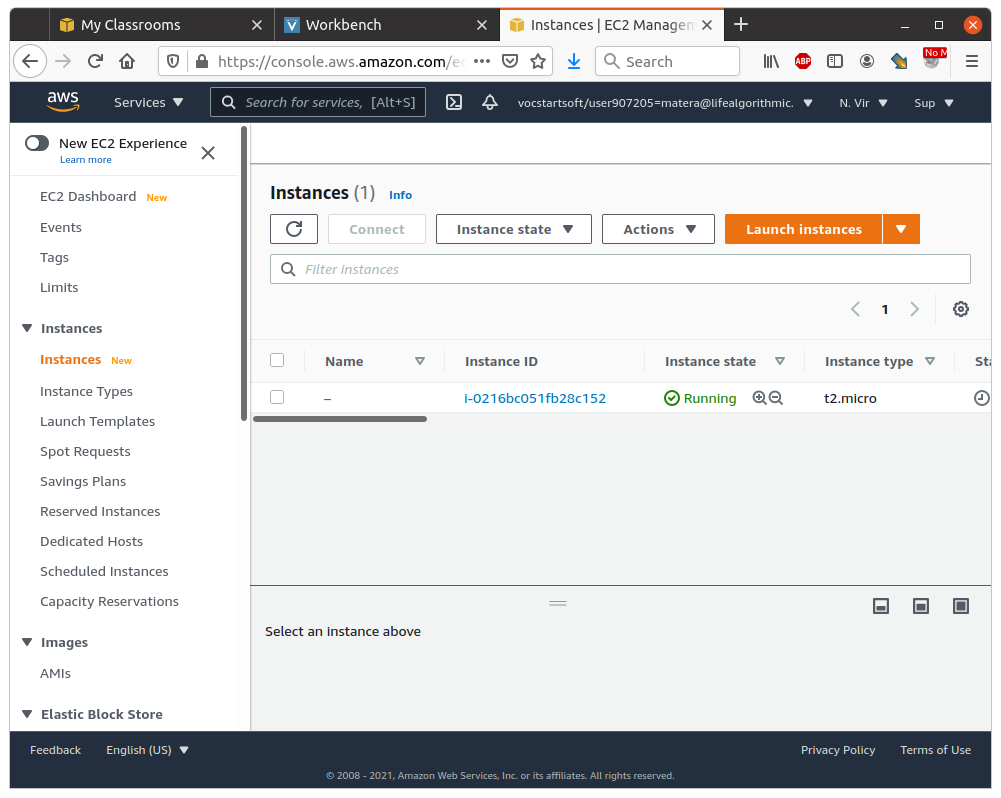 My Classrooms
Workbench
Instances | EC2 Managem
https://console.aws.amazon.com/ec
Search
ABP
No M
aws
Services
Search for services, [Alt+S]
vocstartsoft/user907205=matera@lifealgorithmic.
N. Vir
Sup
New EC2 Experience
Learn more
EC2 Dashboard New
Events
Tags
Limits
Instances
Instances New
Instance Types
Launch Templates
Spot Requests
Savings Plans
Reserved Instances
Dedicated Hosts
Scheduled Instances
Capacity Reservations
Images
AMIs
Elastic Block Store
Instances (1) Info
Connect
Instance state
Actions
Launch instances
Filter instances
1
Name Instance ID Instance state Instance type Sta
– i-0216bc051fb28c152 Running t2.micro
Select an instance above
Feedback English (US) Privacy Policy Terms of Use
© 2008 - 2021, Amazon Web Services, Inc. or its affiliates. All rights reserved.